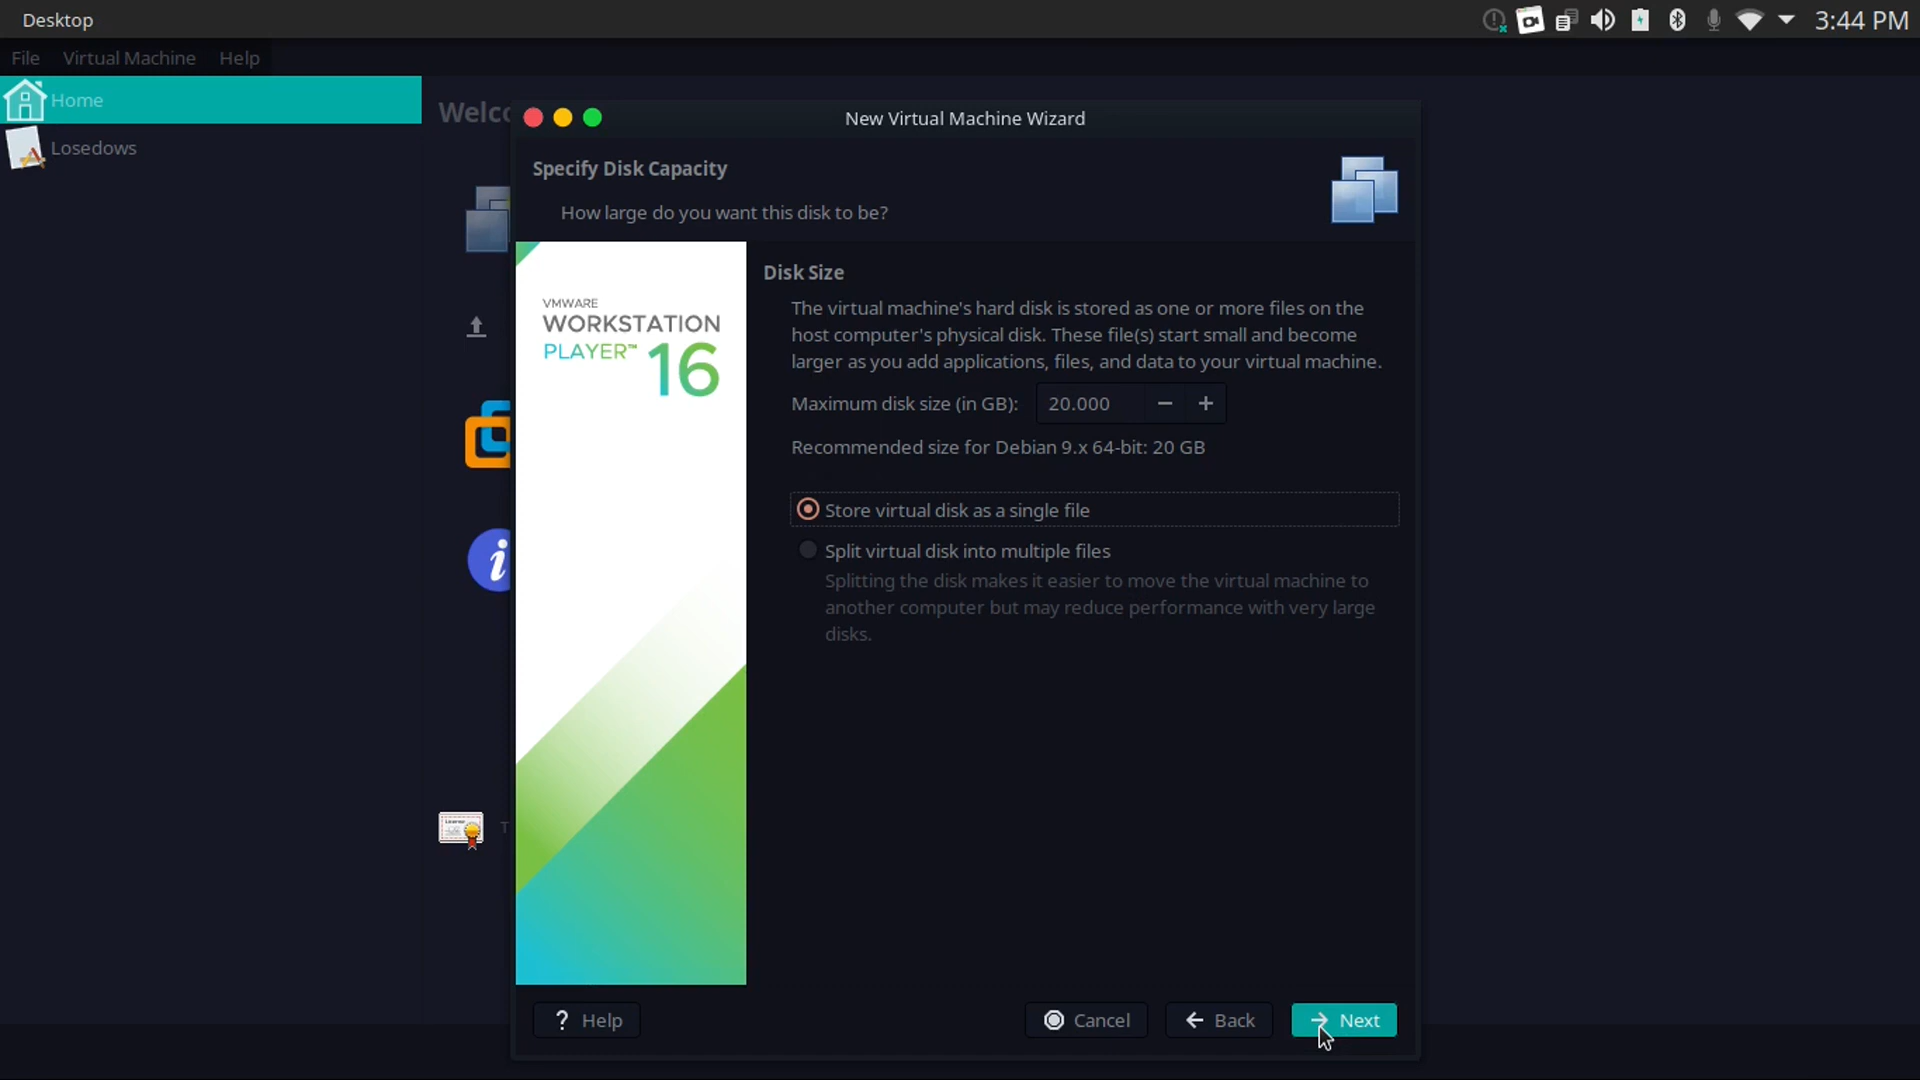 Desktop
3:44 PM
File Virtual Machine Help
Home
Welco
Losedows
New Virtual Machine Wizard
Specify Disk Capacity
How large do you want this disk to be?
VMWARE
WORKSTATION
PLAYER™ 16
Disk Size
The virtual machine's hard disk is stored as one or more files on the
host computer's physical disk. These file(s) start small and become
larger as you add applications, files, and data to your virtual machine.
Maximum disk size (in GB): 20.000 − +
Recommended size for Debian 9.x 64-bit: 20 GB
Store virtual disk as a single file
Split virtual disk into multiple files
Splitting the disk makes it easier to move the virtual machine to
another computer but may reduce performance with very large
disks.
T
? Help
Cancel
Back
Next